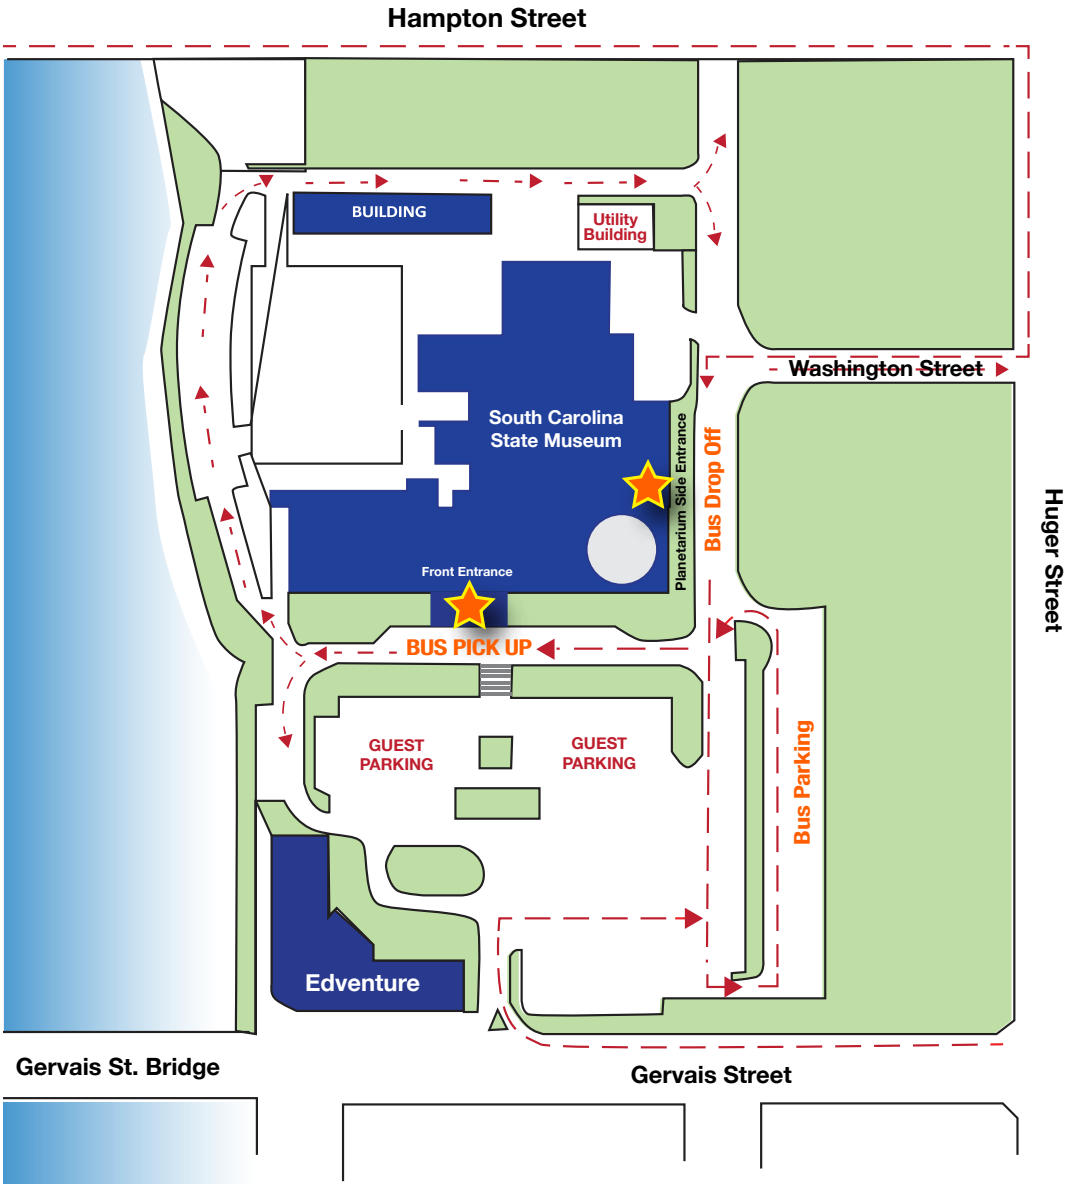 Hampton Street
BUILDING
Utility
Building
Washington Street
South Carolina
State Museum
Planetarium Side Entrance
Bus Drop Off
Huger Street
Front Entrance
BUS PICK UP
GUEST
PARKING
GUEST
PARKING
Bus Parking
Edventure
Gervais St. Bridge
Gervais Street